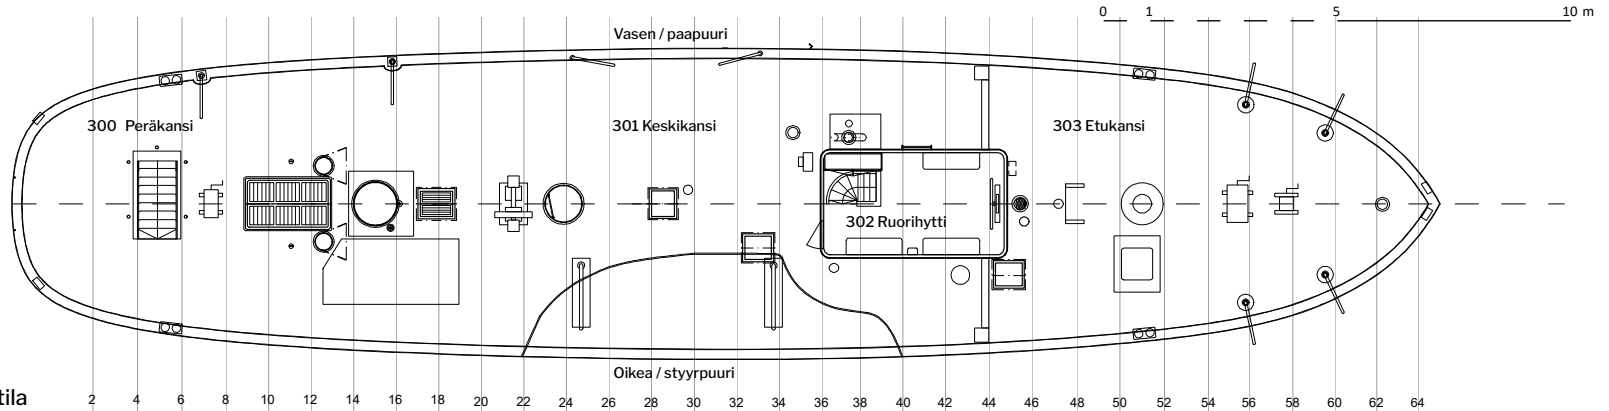 0 1 5 10 m
Vasen / paapuuri
300 Peräkansi
301 Keskikansi
303 Etukansi
302 Ruorihytti
Oikea / styyrpuuri
tila
2 4 6 8 10 12 14 16 18 20 22 24 26 28 30 32 34 36 38 40 42 44 46 48 50 52 54 56 58 60 62 64